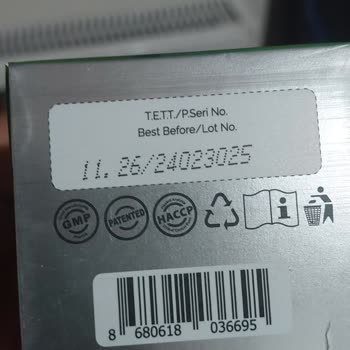 T.E.T.T./P.Seri No.
Best Before/Lot No.
11. 26/24023025
GMP
PATENTED
HACCP
8 680618 036695